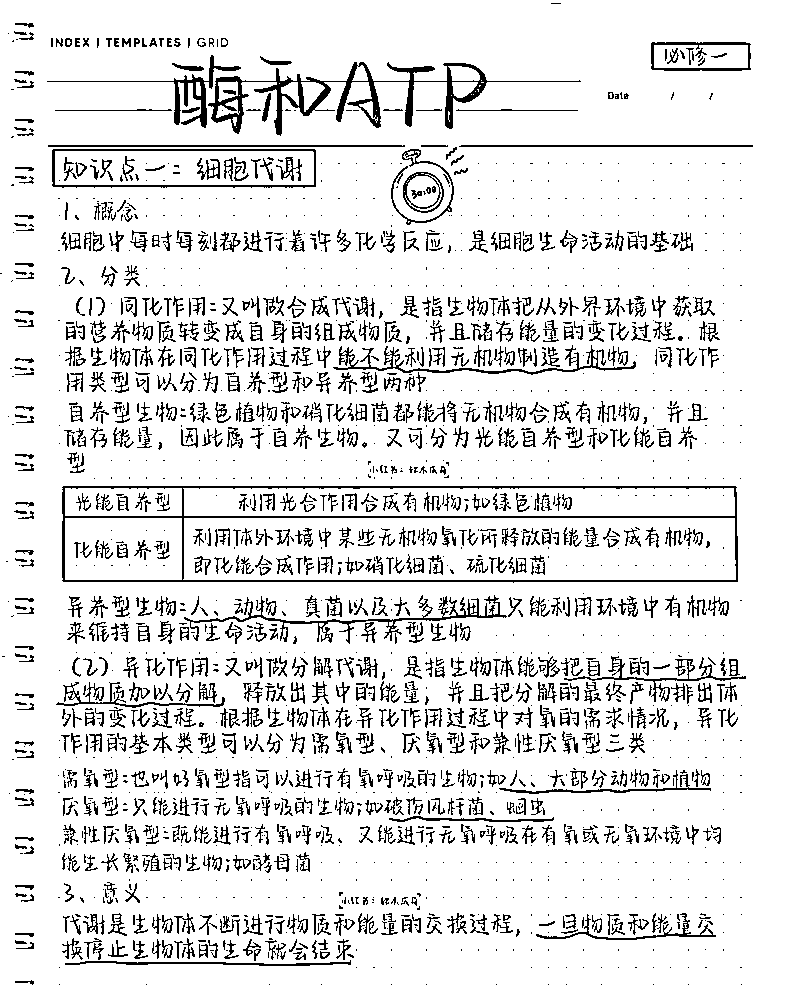 INDEX | TEMPLATES | GRID
必修一
酶和ATP
Date / /
知识点一：细胞代谢
30:00
1、概念
细胞中每时每刻都进行着许多化学反应，是细胞生命活动的基础
2、分类
（1）同化作用：又叫做合成代谢，是指生物体把从外界环境中获取
的营养物质转变成自身的组成物质，并且储存能量的变化过程。根
据生物体在同化作用过程中能不能利用无机物制造有机物，同化作
用类型可以分为自养型和异养型两种
自养型生物：绿色植物和硝化细菌都能将无机物合成有机物，并且
储存能量，因此属于自养生物。又可分为光能自养型和化能自养
型
光能自养型 利用光合作用合成有机物;如绿色植物
化能自养型 利用体外环境中某些无机物氧化所释放的能量合成有机物，
即化能合成作用;如硝化细菌、硫化细菌
异养型生物：人、动物、真菌以及大多数细菌只能利用环境中有机物
来维持自身的生命活动，属于异养型生物
（2）异化作用：又叫做分解代谢，是指生物体能够把自身的一部分组
成物质加以分解，释放出其中的能量，并且把分解的最终产物排出体
外的变化过程。根据生物体在异化作用过程中对氧的需求情况，异化
作用的基本类型可以分为需氧型、厌氧型和兼性厌氧型三类
需氧型：也叫好氧型指可以进行有氧呼吸的生物;如人、大部分动物和植物
厌氧型：只能进行无氧呼吸的生物;如破伤风杆菌、蛔虫
兼性厌氧型：既能进行有氧呼吸、又能进行无氧呼吸在有氧或无氧环境中均
能生长繁殖的生物;如酵母菌
3、意义
代谢是生物体不断进行物质和能量的交换过程，一旦物质和能量交
换停止生物体的生命就会结束